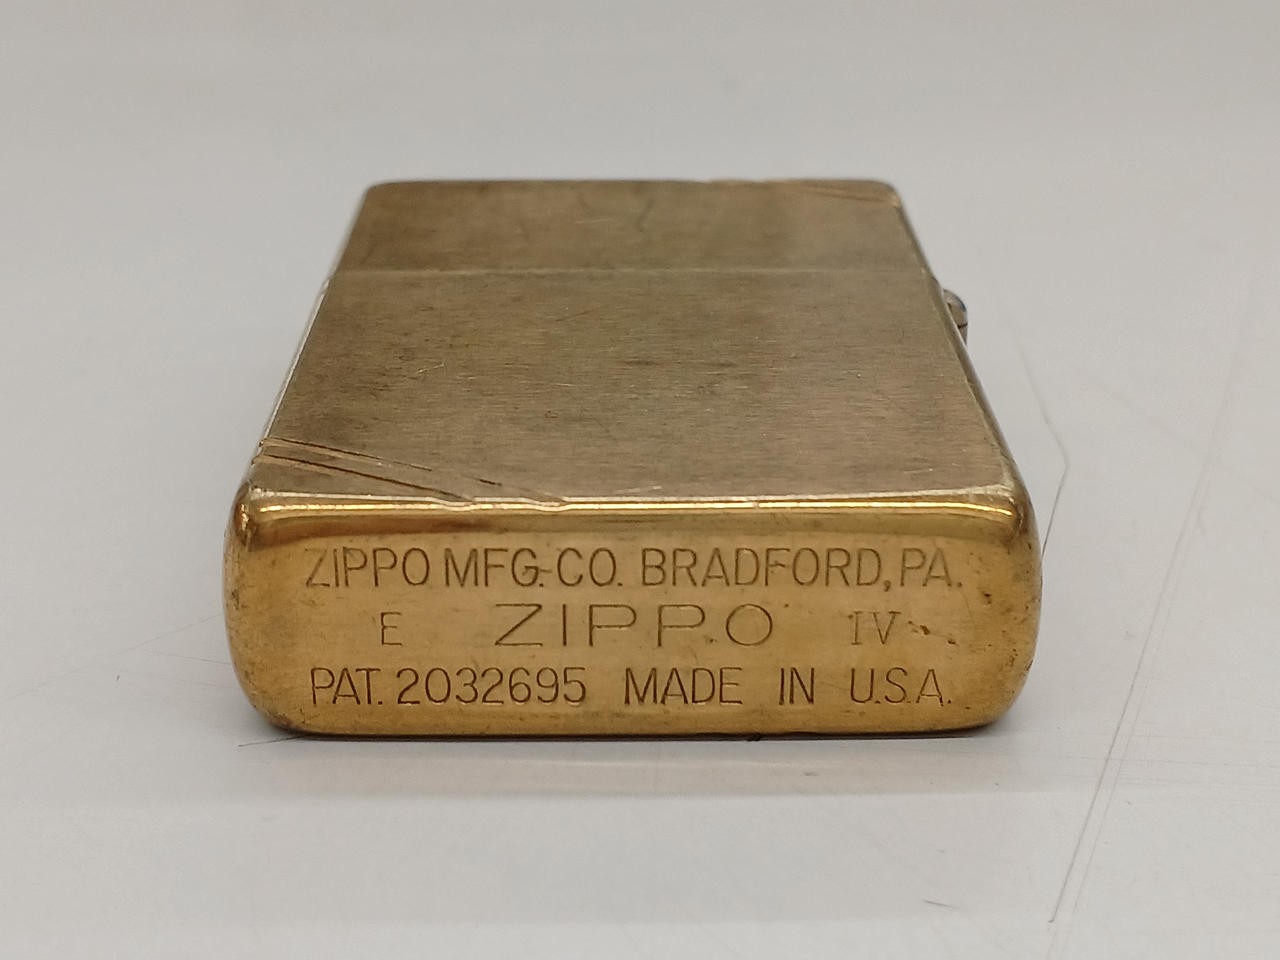 ZIPPO MFG. CO. BRADFORD, PA.
E ZIPPO IV
PAT. 2032695 MADE IN U.S.A.